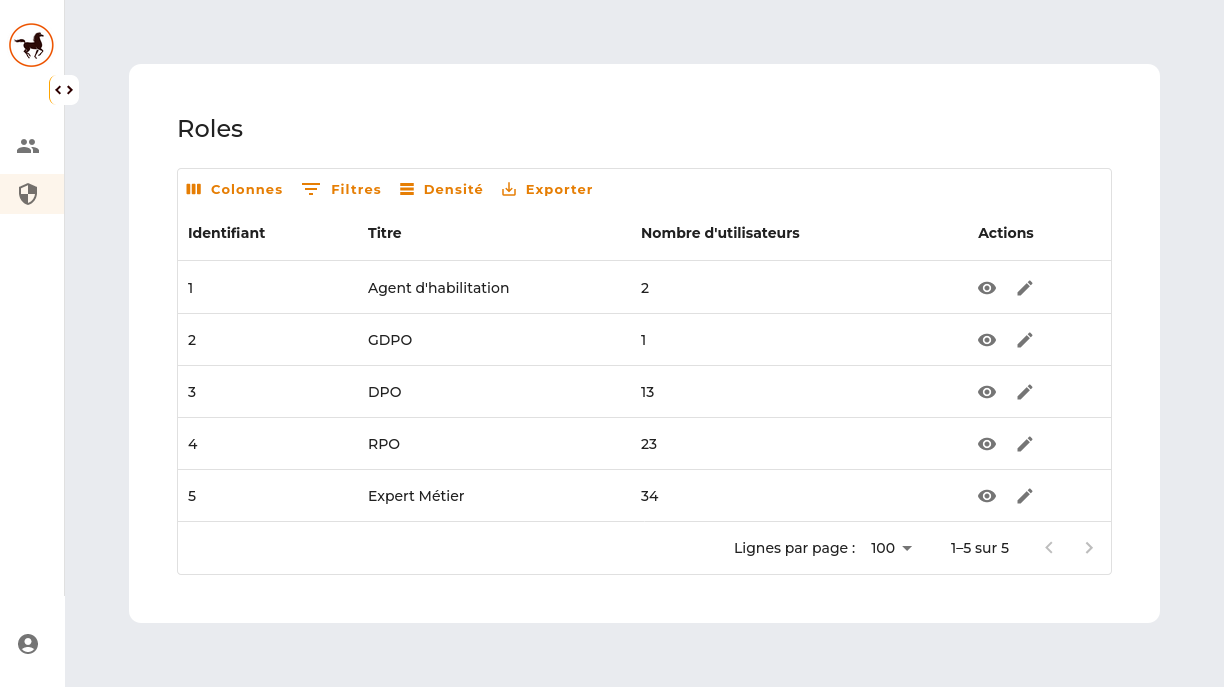 Roles
Colonnes Filtres Densité Exporter
Identifiant Titre Nombre d'utilisateurs Actions
1 Agent d'habilitation 2
2 GDPO 1
3 DPO 13
4 RPO 23
5 Expert Métier 34
Lignes par page : 100 1–5 sur 5